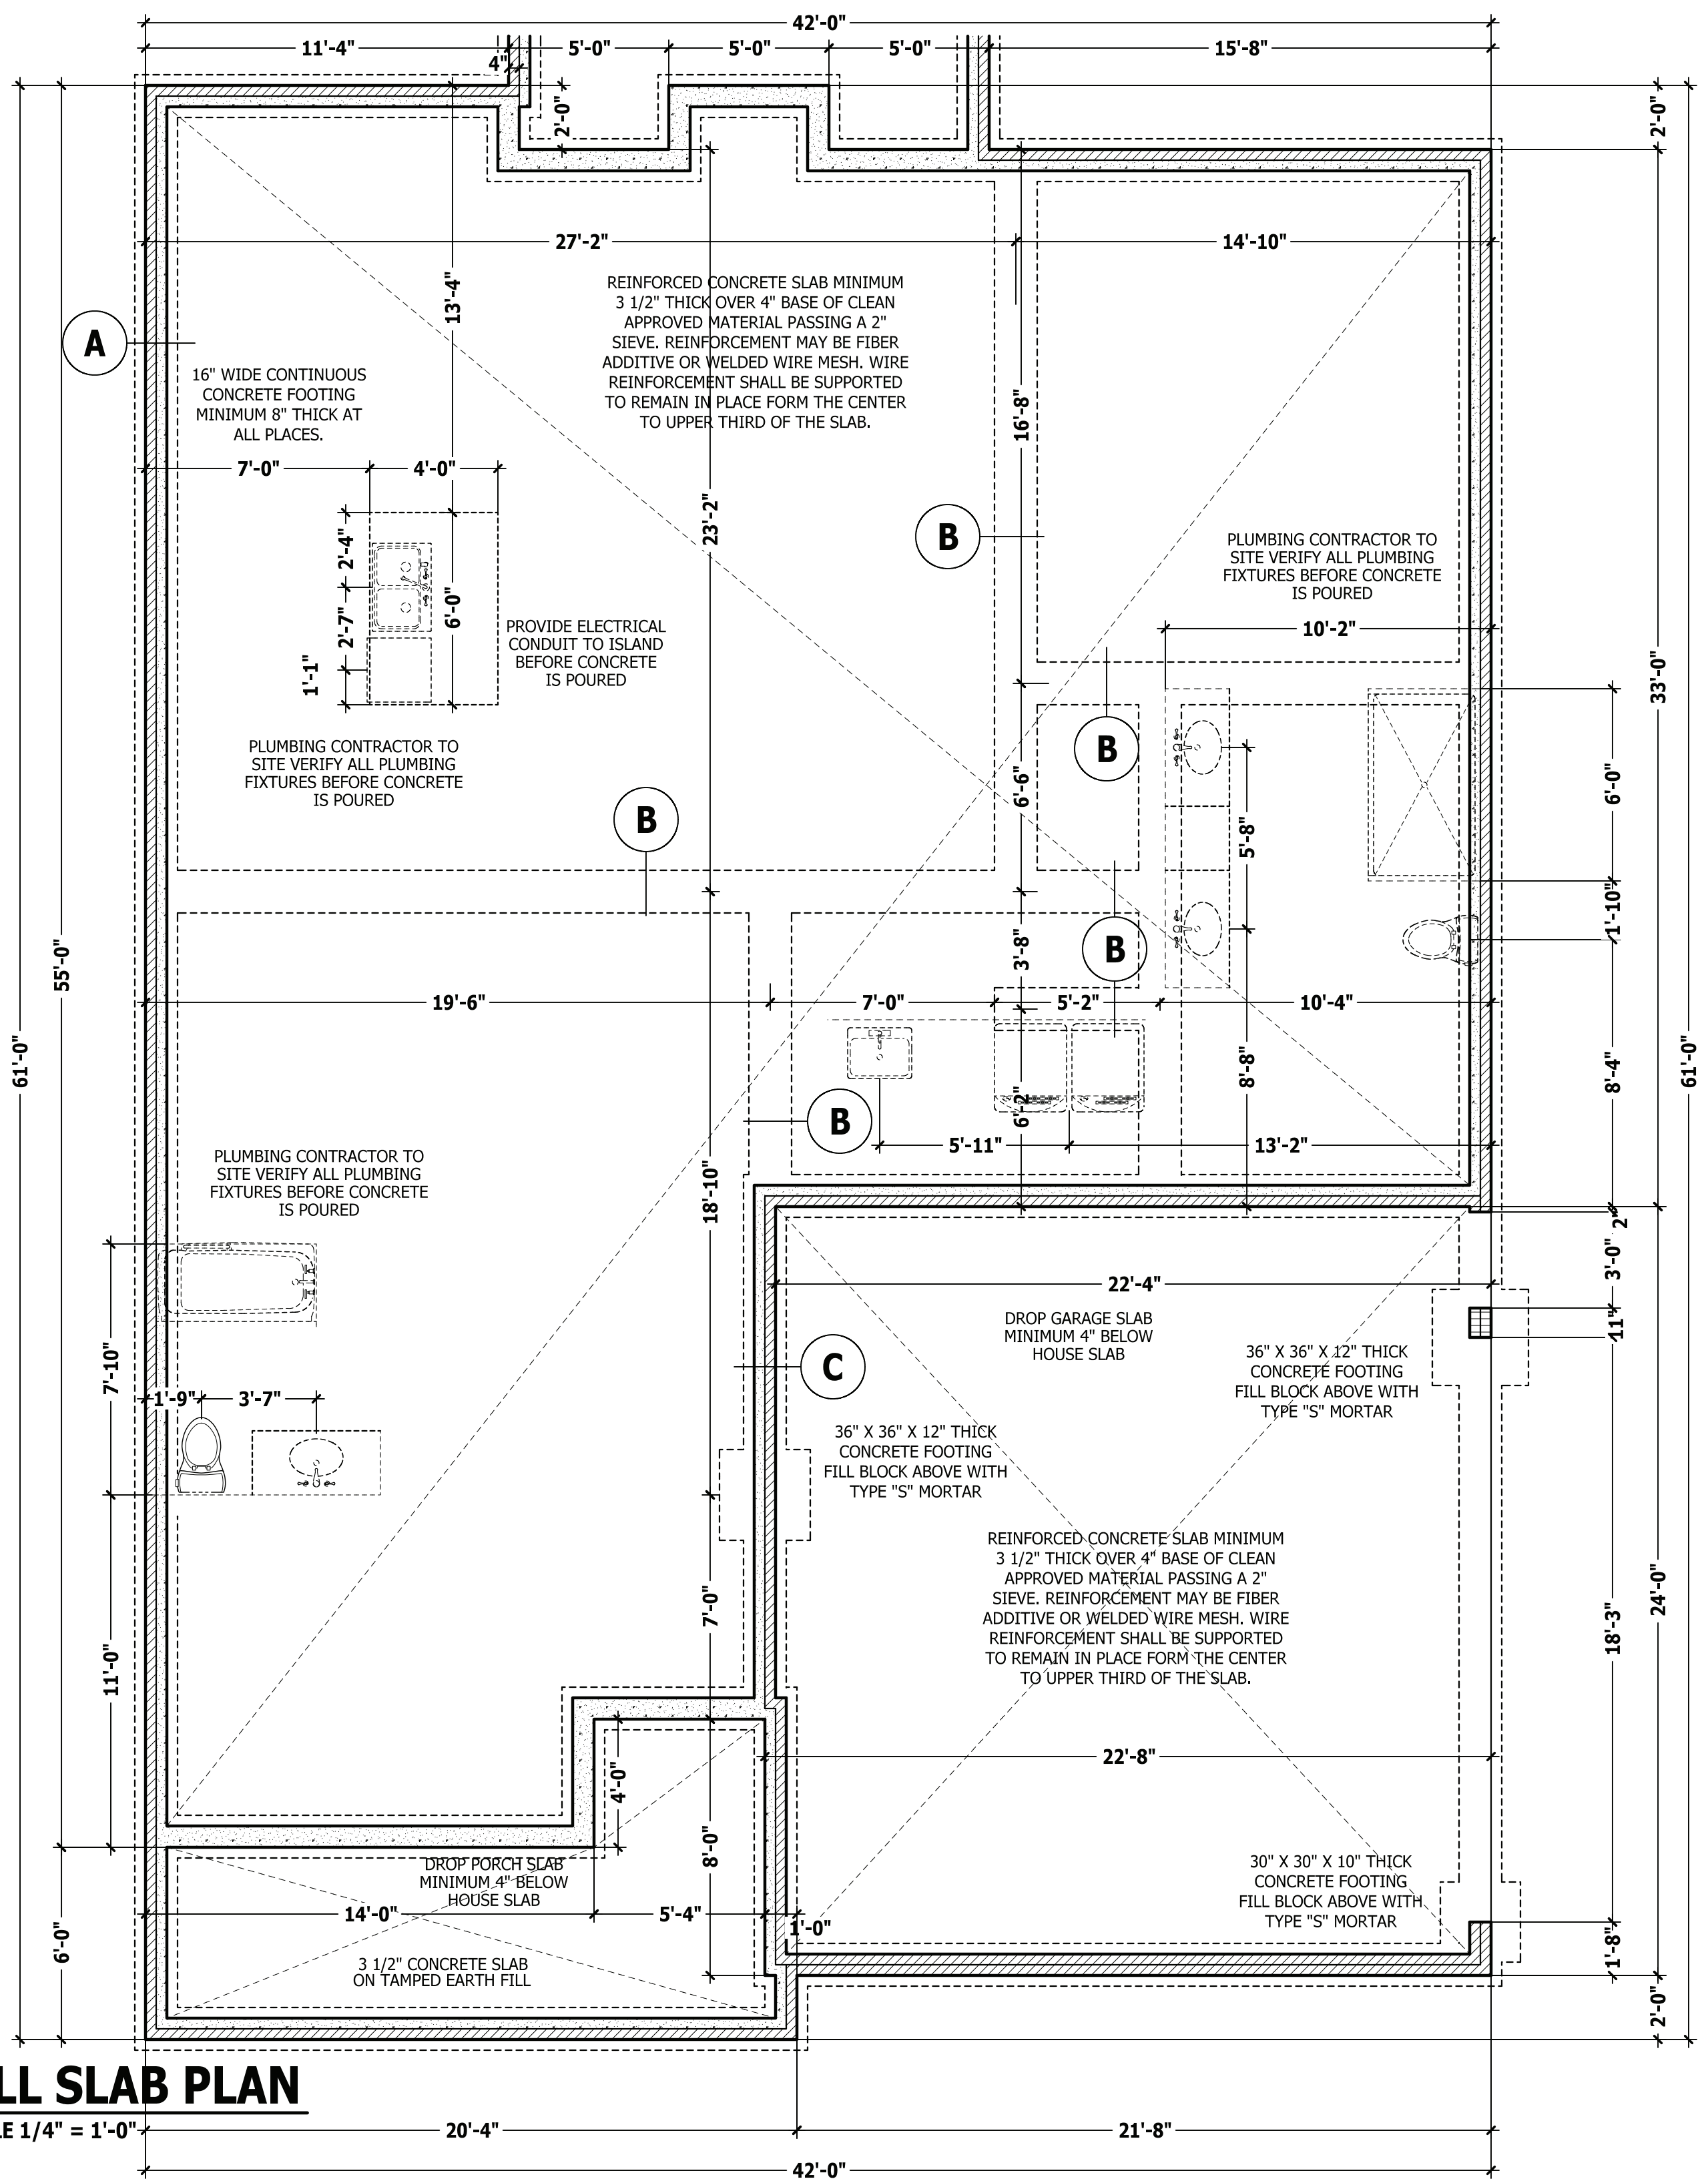 42'-0"
11'-4"
5'-0"
5'-0"
5'-0"
15'-8"
4"
2'-0"
2'-0"
27'-2"
14'-10"
13'-4"
REINFORCED CONCRETE SLAB MINIMUM
3 1/2" THICK OVER 4" BASE OF CLEAN
APPROVED MATERIAL PASSING A 2"
SIEVE. REINFORCEMENT MAY BE FIBER
ADDITIVE OR WELDED WIRE MESH. WIRE
REINFORCEMENT SHALL BE SUPPORTED
TO REMAIN IN PLACE FORM THE CENTER
TO UPPER THIRD OF THE SLAB.
A
16" WIDE CONTINUOUS
CONCRETE FOOTING
MINIMUM 8" THICK AT
ALL PLACES.
16'-8"
7'-0"
4'-0"
23'-2"
B
2'-4"
2'-7"
6'-0"
1'-1"
PROVIDE ELECTRICAL
CONDUIT TO ISLAND
BEFORE CONCRETE
IS POURED
PLUMBING CONTRACTOR TO
SITE VERIFY ALL PLUMBING
FIXTURES BEFORE CONCRETE
IS POURED
10'-2"
33'-0"
PLUMBING CONTRACTOR TO
SITE VERIFY ALL PLUMBING
FIXTURES BEFORE CONCRETE
IS POURED
B
B
6'-6"
5'-8"
6'-0"
1'-10"
B
3'-8"
55'-0"
61'-0"
61'-0"
19'-6"
7'-0"
5'-2"
10'-4"
8'-8"
8'-4"
6'-2"
B
5'-11"
13'-2"
PLUMBING CONTRACTOR TO
SITE VERIFY ALL PLUMBING
FIXTURES BEFORE CONCRETE
IS POURED
18'-10"
2"
3'-0"
11"
22'-4"
DROP GARAGE SLAB
MINIMUM 4" BELOW
HOUSE SLAB
C
36" X 36" X 12" THICK
CONCRETE FOOTING
FILL BLOCK ABOVE WITH
TYPE "S" MORTAR
7'-10"
1'-9"
3'-7"
36" X 36" X 12" THICK
CONCRETE FOOTING
FILL BLOCK ABOVE WITH
TYPE "S" MORTAR
REINFORCED CONCRETE SLAB MINIMUM
3 1/2" THICK OVER 4" BASE OF CLEAN
APPROVED MATERIAL PASSING A 2"
SIEVE. REINFORCEMENT MAY BE FIBER
ADDITIVE OR WELDED WIRE MESH. WIRE
REINFORCEMENT SHALL BE SUPPORTED
TO REMAIN IN PLACE FORM THE CENTER
TO UPPER THIRD OF THE SLAB.
7'-0"
18'-3"
24'-0"
11'-0"
22'-8"
4'-0"
8'-0"
DROP PORCH SLAB
MINIMUM 4" BELOW
HOUSE SLAB
30" X 30" X 10" THICK
CONCRETE FOOTING
FILL BLOCK ABOVE WITH
TYPE "S" MORTAR
14'-0"
5'-4"
1'-0"
6'-0"
1'-8"
3 1/2" CONCRETE SLAB
ON TAMPED EARTH FILL
2'-0"
LL SLAB PLAN
LE 1/4" = 1'-0"
20'-4"
21'-8"
42'-0"